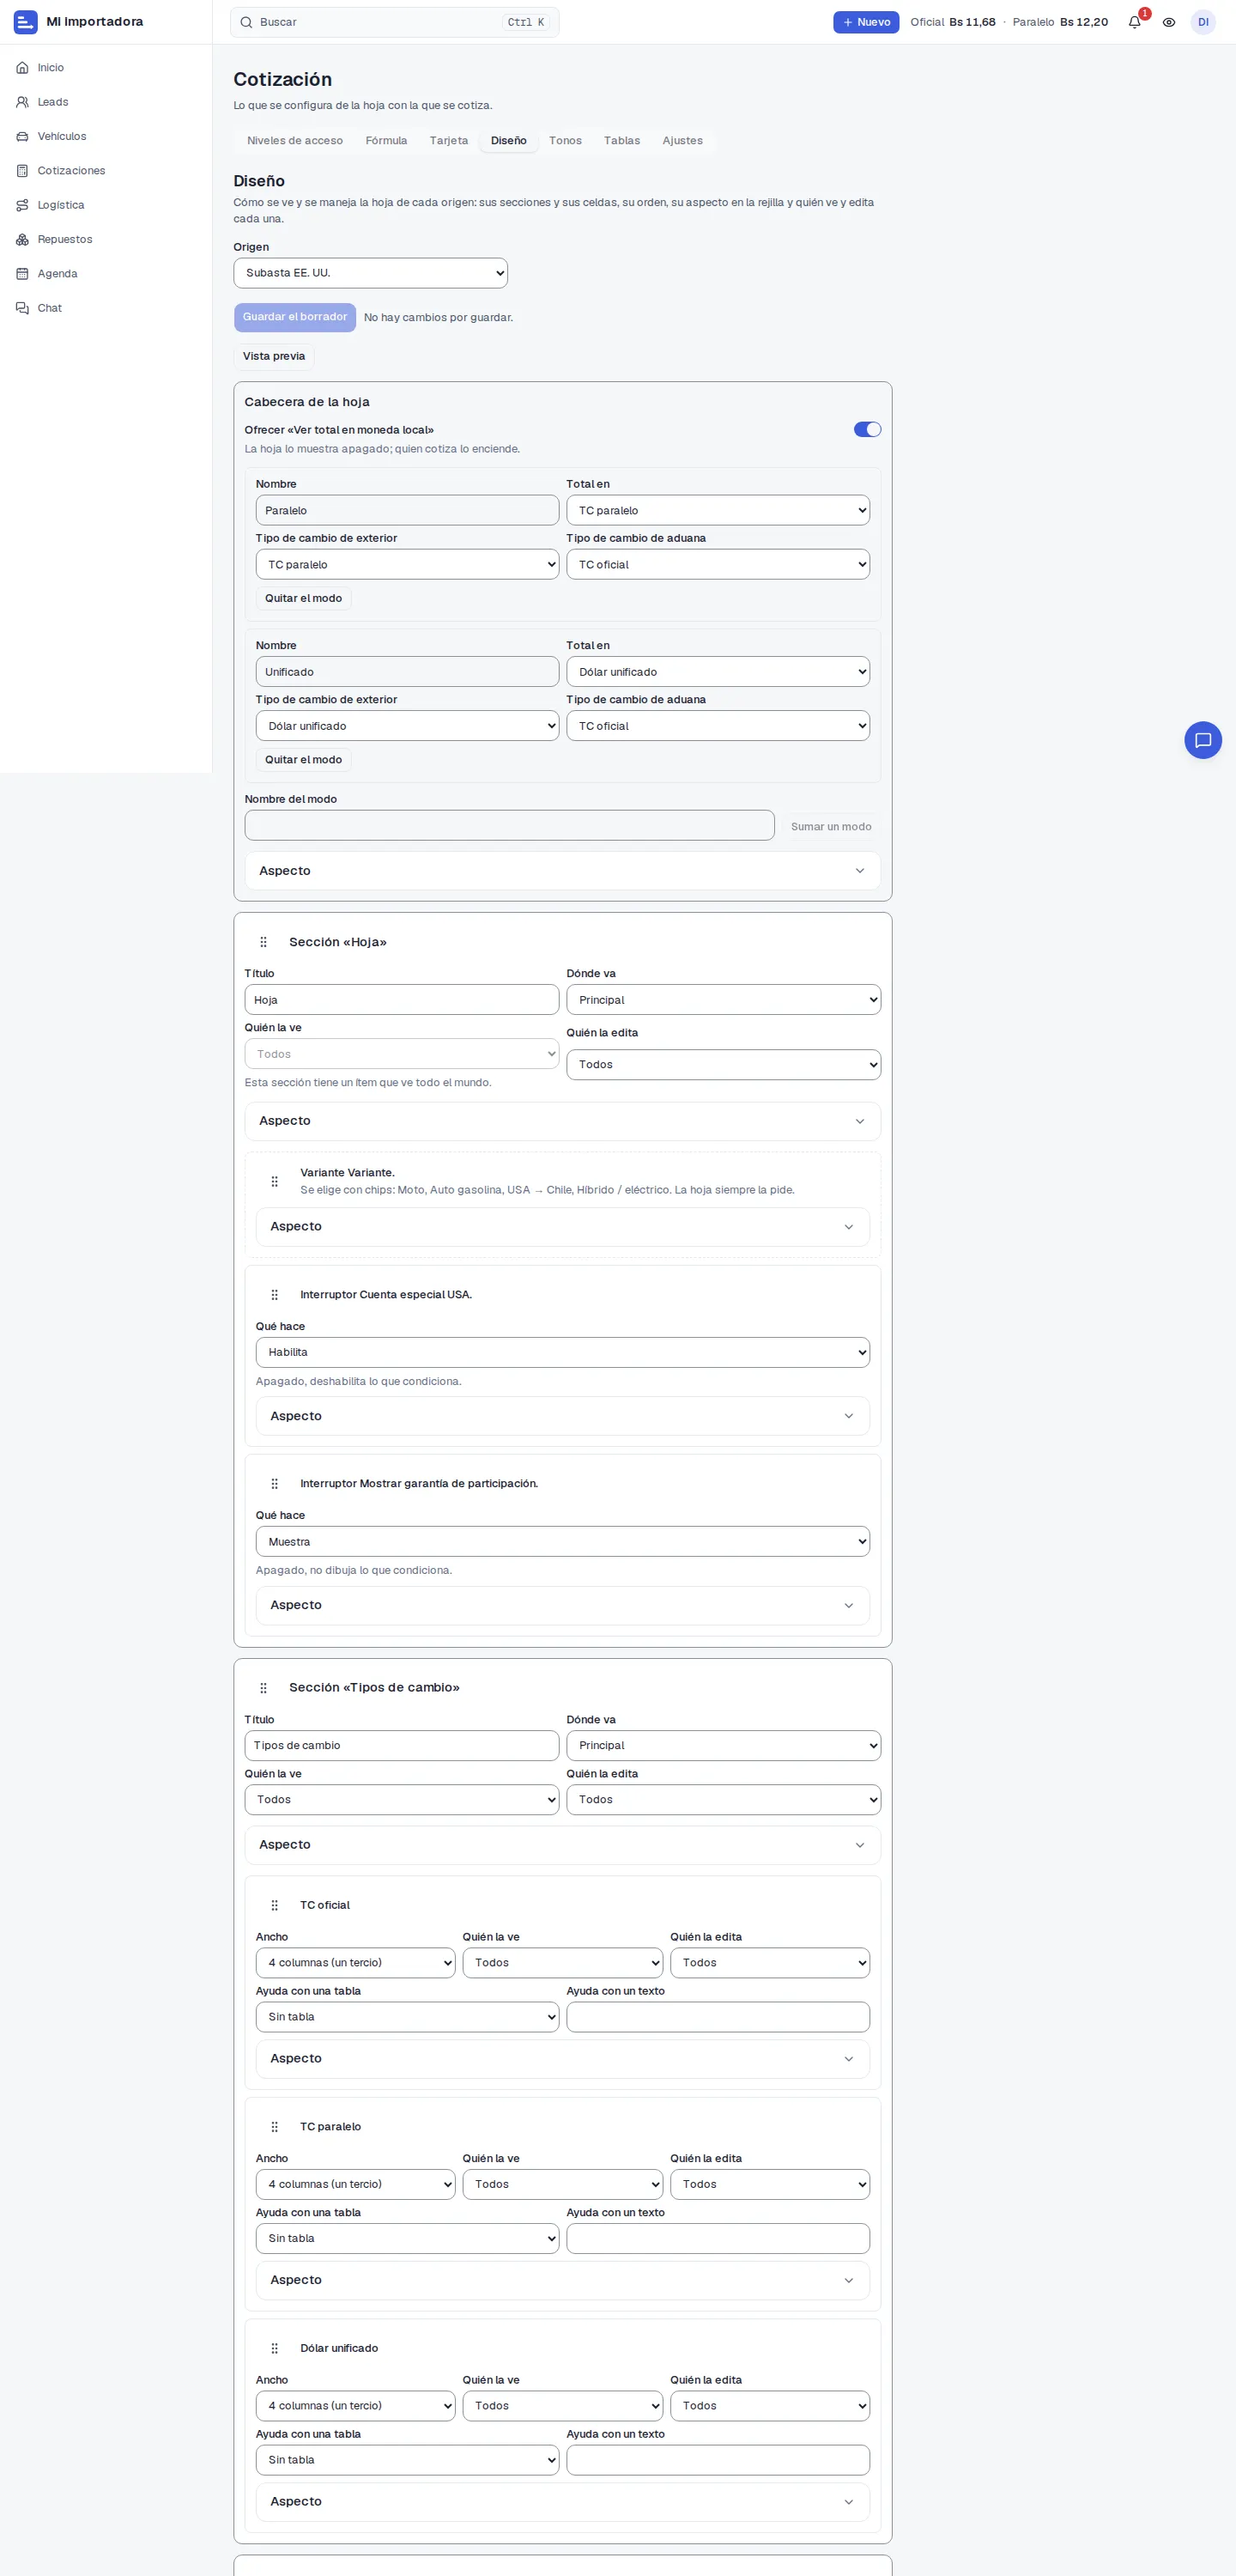 Mi importadora
Buscar
Ctrl K
Nuevo
Oficial Bs 11,68 · Paralelo Bs 12,20
1
DI
Inicio
Leads
Vehículos
Cotizaciones
Logística
Repuestos
Agenda
Chat
Cotización
Lo que se configura de la hoja con la que se cotiza.
Niveles de acceso Fórmula Tarjeta Diseño Tonos Tablas Ajustes
Diseño
Cómo se ve y se maneja la hoja de cada origen: sus secciones y sus celdas, su orden, su aspecto en la rejilla y quién ve y edita
cada una.
Origen
Subasta EE. UU.
Guardar el borrador No hay cambios por guardar.
Vista previa
Cabecera de la hoja
Ofrecer «Ver total en moneda local»
La hoja lo muestra apagado; quien cotiza lo enciende.
Nombre Total en
Paralelo TC paralelo
Tipo de cambio de exterior Tipo de cambio de aduana
TC paralelo TC oficial
Quitar el modo
Nombre Total en
Unificado Dólar unificado
Tipo de cambio de exterior Tipo de cambio de aduana
Dólar unificado TC oficial
Quitar el modo
Nombre del modo
Sumar un modo
Aspecto
Sección «Hoja»
Título Dónde va
Hoja Principal
Quién la ve Quién la edita
Todos Todos
Esta sección tiene un ítem que ve todo el mundo.
Aspecto
Variante Variante.
Se elige con chips: Moto, Auto gasolina, USA → Chile, Híbrido / eléctrico. La hoja siempre la pide.
Aspecto
Interruptor Cuenta especial USA.
Qué hace
Habilita
Apagado, deshabilita lo que condiciona.
Aspecto
Interruptor Mostrar garantía de participación.
Qué hace
Muestra
Apagado, no dibuja lo que condiciona.
Aspecto
Sección «Tipos de cambio»
Título Dónde va
Tipos de cambio Principal
Quién la ve Quién la edita
Todos Todos
Aspecto
TC oficial
Ancho Quién la ve Quién la edita
4 columnas (un tercio) Todos Todos
Ayuda con una tabla Ayuda con un texto
Sin tabla
Aspecto
TC paralelo
Ancho Quién la ve Quién la edita
4 columnas (un tercio) Todos Todos
Ayuda con una tabla Ayuda con un texto
Sin tabla
Aspecto
Dólar unificado
Ancho Quién la ve Quién la edita
4 columnas (un tercio) Todos Todos
Ayuda con una tabla Ayuda con un texto
Sin tabla
Aspecto